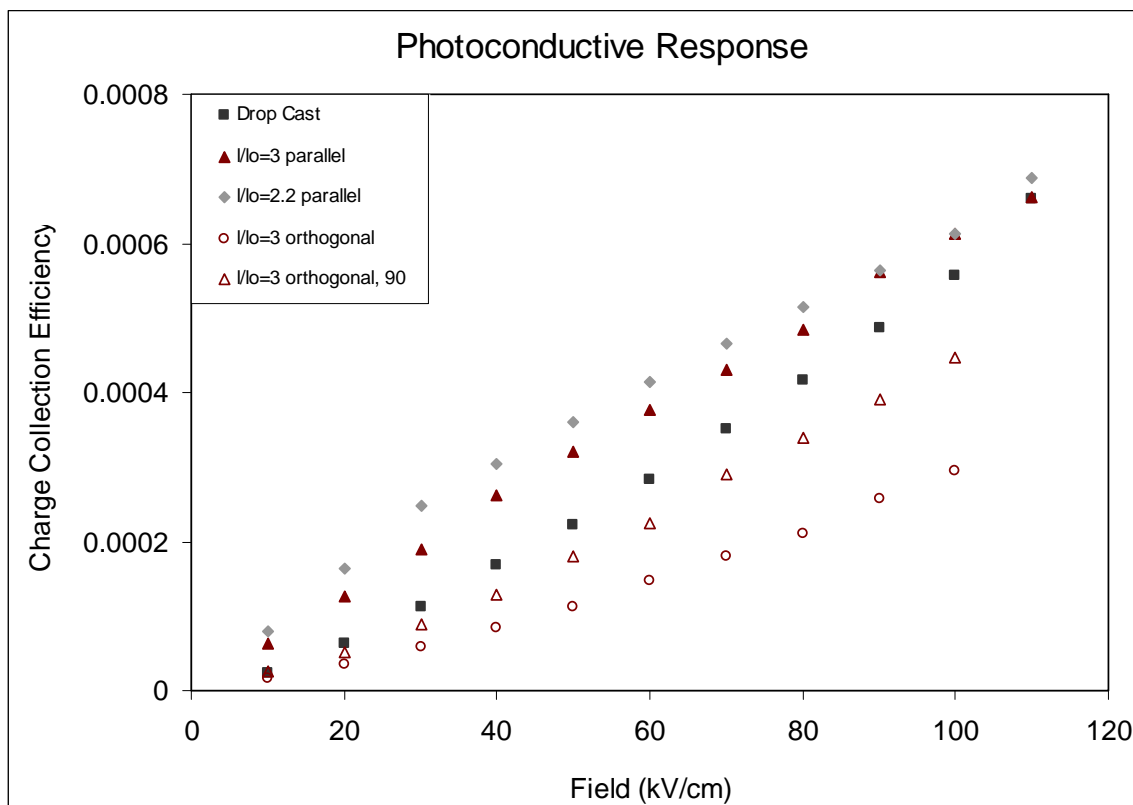 Photoconductive Response
0.0008
0.0006
0.0004
0.0002
0
Charge Collection Efficiency
Drop Cast
l/lo=3 parallel
l/lo=2.2 parallel
l/lo=3 orthogonal
l/lo=3 orthogonal, 90
0 20 40 60 80 100 120
Field (kV/cm)